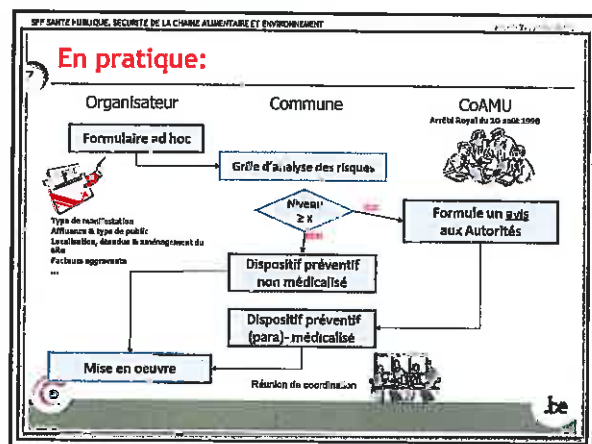 SPF SANTE PUBLIQUE, SECURITE DE LA CHAINE ALIMENTAIRE ET ENVIRONNEMENT
En pratique:
7
Organisateur
Commune
CoAMU
Arrêté Royal du 10 août 1998
Formulaire ad hoc
Grille d'analyse des risques
Niveau
≥ x
Formule un avis
aux Autorités
Type de manifestation
Affluence & type de public
Localisation, étendue & aménagement du
site
Facteurs aggravants
...
Dispositif préventif
non médicalisé
Dispositif préventif
(para)-médicalisé
Mise en oeuvre
Réunion de coordination
.be